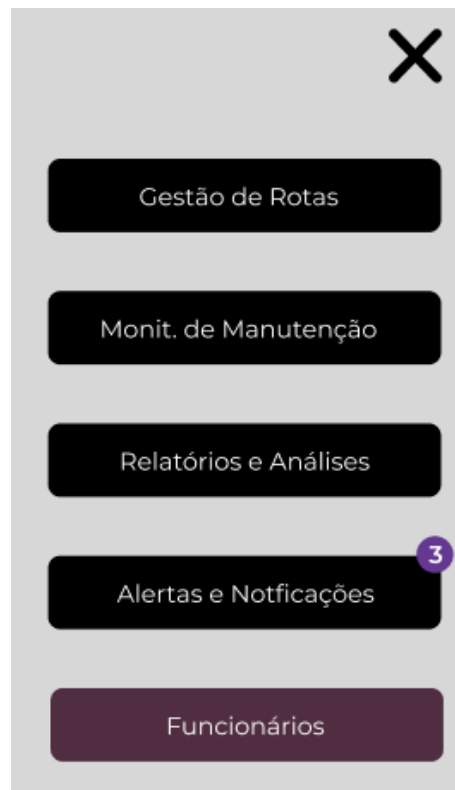 Gestão de Rotas
Monit. de Manutenção
Relatórios e Análises
3
Alertas e Notficações
Funcionários